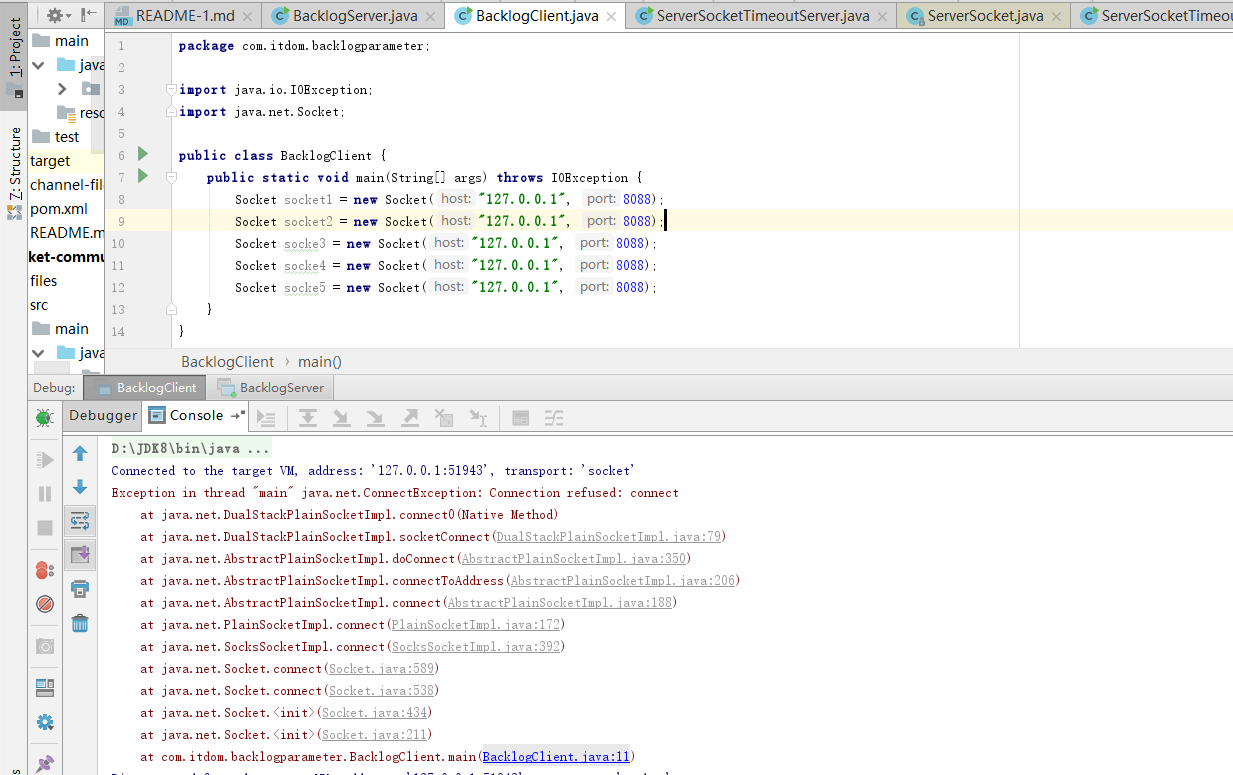 README-1.md
BacklogServer.java
BacklogClient.java
ServerSocketTimeoutServer.java
ServerSocket.java
1: Project
main
java
resc
test
target
channel-fil
pom.xml
README.m
ket-commu
files
src
main
java
Z: Structure
1 package com.itdom.backlogparameter;
2
3 import java.io.IOException;
4 import java.net.Socket;
5
6 public class BacklogClient {
7 public static void main(String[] args) throws IOException {
8 Socket socket1 = new Socket( host: "127.0.0.1", port: 8088);
9 Socket socket2 = new Socket( host: "127.0.0.1", port: 8088);
10 Socket socke3 = new Socket( host: "127.0.0.1", port: 8088);
11 Socket socke4 = new Socket( host: "127.0.0.1", port: 8088);
12 Socket socke5 = new Socket( host: "127.0.0.1", port: 8088);
13 }
14 }
BacklogClient › main()
Debug: BacklogClient BacklogServer
Debugger Console
D:\JDK8\bin\java ...
Connected to the target VM, address: '127.0.0.1:51943', transport: 'socket'
Exception in thread "main" java.net.ConnectException: Connection refused: connect
at java.net.DualStackPlainSocketImpl.connect0(Native Method)
at java.net.DualStackPlainSocketImpl.socketConnect(DualStackPlainSocketImpl.java:79)
at java.net.AbstractPlainSocketImpl.doConnect(AbstractPlainSocketImpl.java:350)
at java.net.AbstractPlainSocketImpl.connectToAddress(AbstractPlainSocketImpl.java:206)
at java.net.AbstractPlainSocketImpl.connect(AbstractPlainSocketImpl.java:188)
at java.net.PlainSocketImpl.connect(PlainSocketImpl.java:172)
at java.net.SocksSocketImpl.connect(SocksSocketImpl.java:392)
at java.net.Socket.connect(Socket.java:589)
at java.net.Socket.connect(Socket.java:538)
at java.net.Socket.<init>(Socket.java:434)
at java.net.Socket.<init>(Socket.java:211)
at com.itdom.backlogparameter.BacklogClient.main(BacklogClient.java:11)